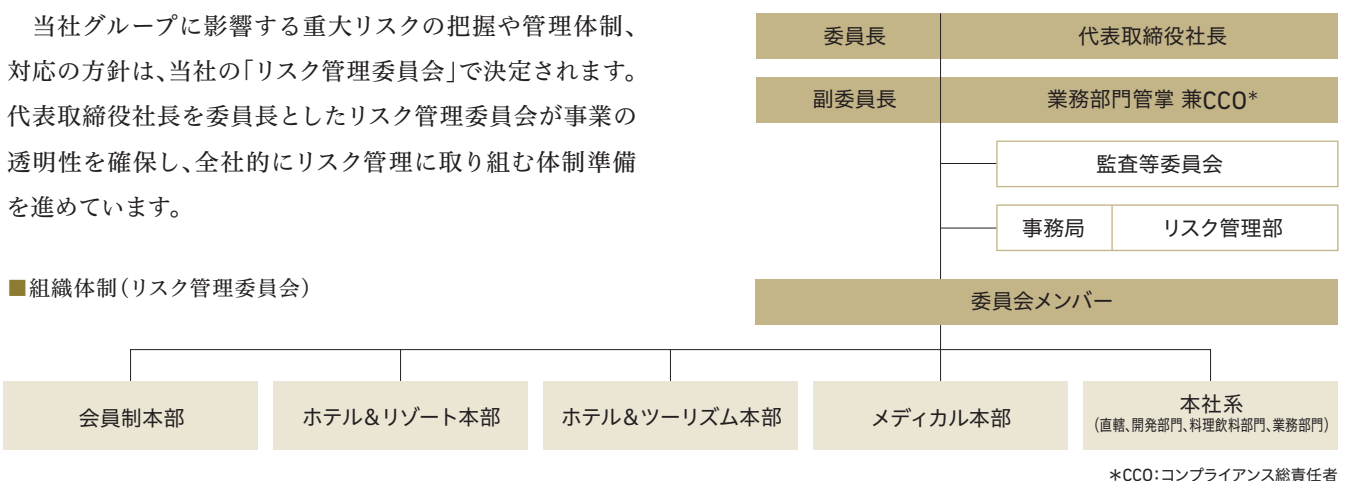 当社グループに影響する重大リスクの把握や管理体制、
対応の方針は、当社の「リスク管理委員会」で決定されます。
代表取締役社長を委員長としたリスク管理委員会が事業の
透明性を確保し、全社的にリスク管理に取り組む体制準備
を進めています。
■組織体制(リスク管理委員会)
委員長 代表取締役社長
副委員長 業務部門管掌 兼CCO*
監査等委員会
事務局 リスク管理部
委員会メンバー
会員制本部 ホテル&リゾート本部 ホテル&ツーリズム本部 メディカル本部 本社系
(直轄、開発部門、料理飲料部門、業務部門)
*CCO:コンプライアンス総責任者